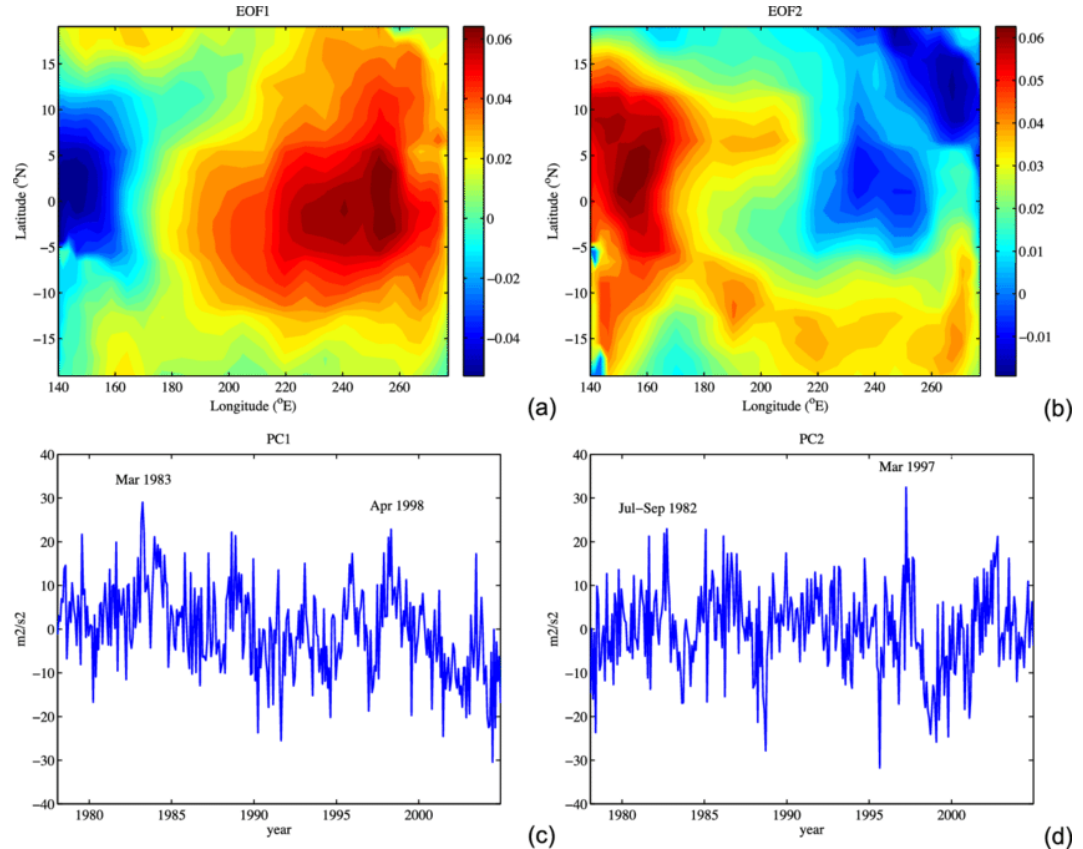 EOF1
15
10
5
0
−5
−10
−15
Latitude (°N)
140 160 180 200 220 240 260
Longitude (°E)
0.06
0.04
0.02
0
−0.02
−0.04
(a)
EOF2
15
10
5
0
−5
−10
−15
Latitude (°N)
140 160 180 200 220 240 260
Longitude (°E)
0.06
0.05
0.04
0.03
0.02
0.01
0
−0.01
(b)
PC1
40
30
20
10
0
−10
−20
−30
−40
m2/s2
Mar 1983
Apr 1998
1980 1985 1990 1995 2000
year
(c)
PC2
40
30
20
10
0
−10
−20
−30
−40
m2/s2
Mar 1997
Jul−Sep 1982
1980 1985 1990 1995 2000
year
(d)